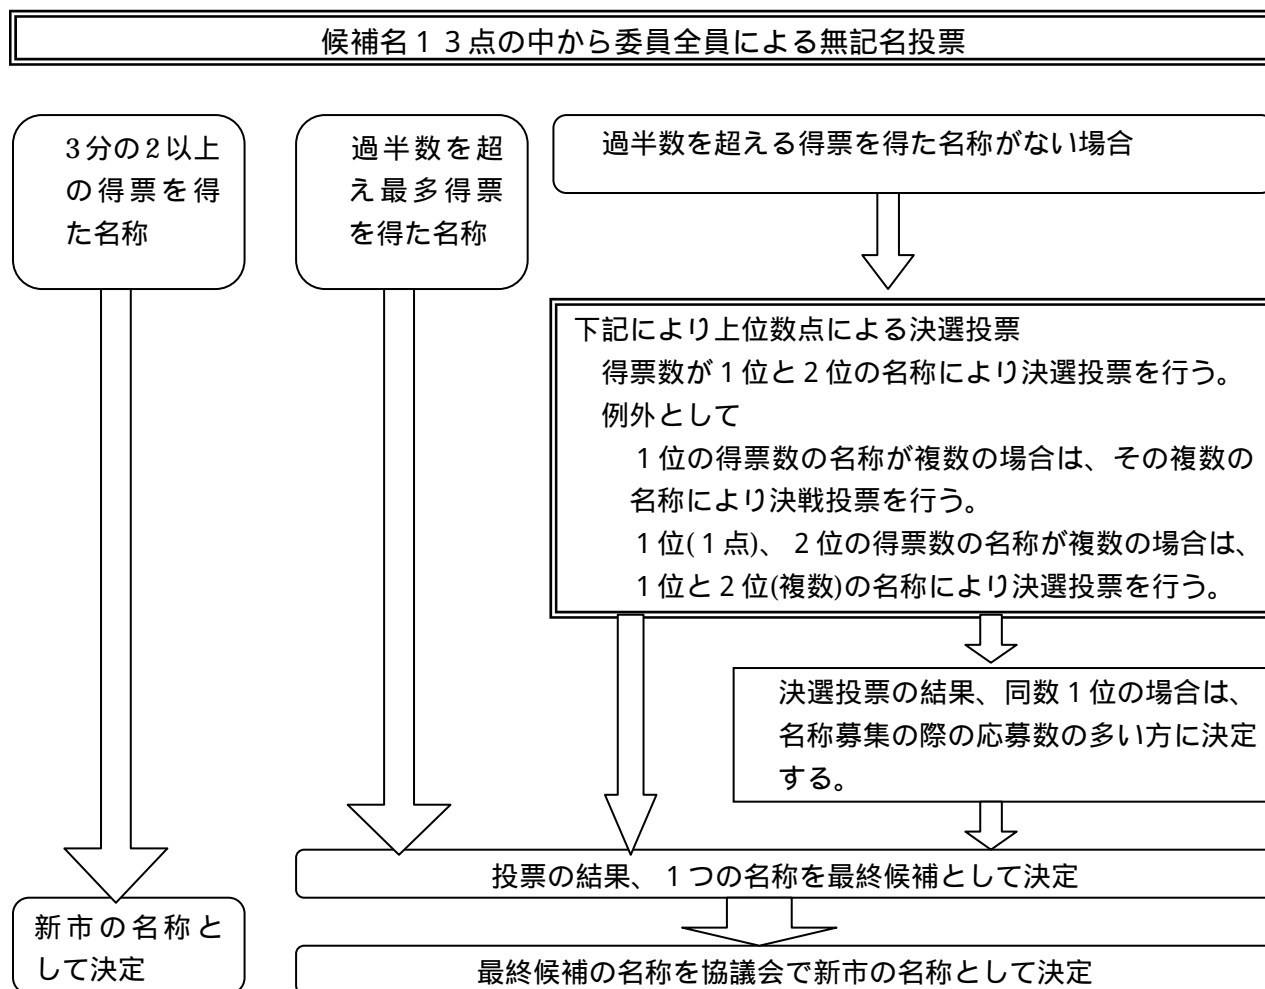 候補名１３点の中から委員全員による無記名投票
3分の2以上
の得票を得
た名称
過半数を超
え最多得票
を得た名称
過半数を超える得票を得た名称がない場合
下記により上位数点による決選投票
得票数が１位と２位の名称により決選投票を行う。
例外として
１位の得票数の名称が複数の場合は、その複数の
名称により決戦投票を行う。
１位(１点)、２位の得票数の名称が複数の場合は、
１位と２位(複数)の名称により決選投票を行う。
決選投票の結果、同数１位の場合は、
名称募集の際の応募数の多い方に決定
する。
投票の結果、１つの名称を最終候補として決定
新市の名称と
して決定
最終候補の名称を協議会で新市の名称として決定